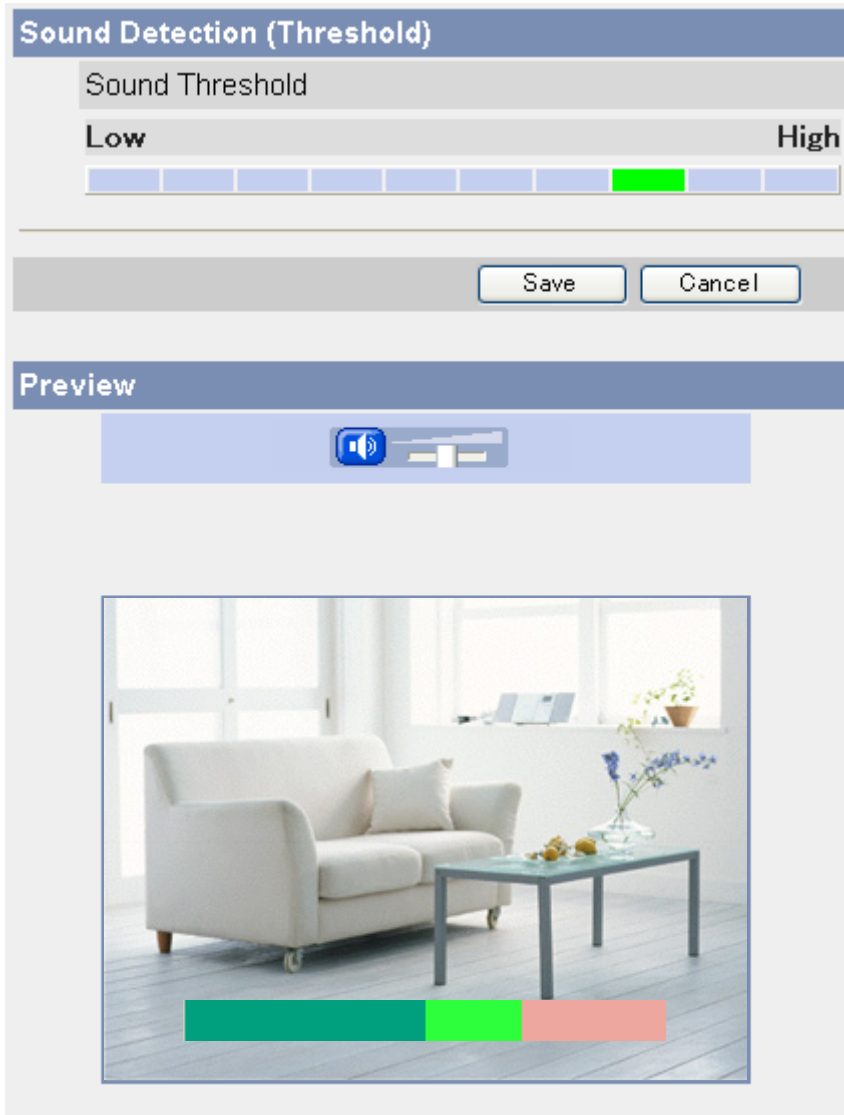 Sound Detection (Threshold)
Sound Threshold
Low High
Save Cancel
Preview